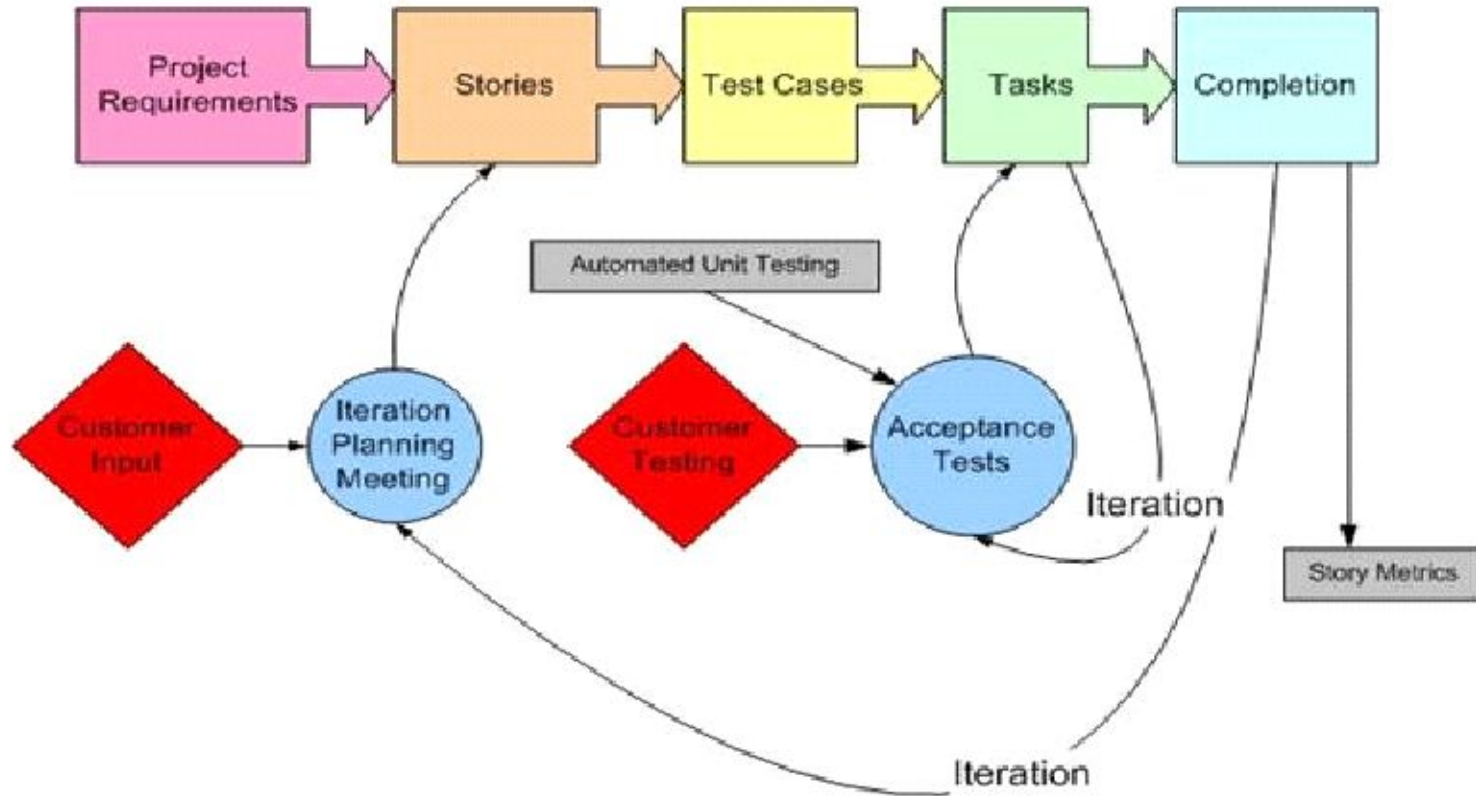 Project
Requirements
Stories
Test Cases
Tasks
Completion
Automated Unit Testing
Customer
Input
Iteration
Planning
Meeting
Customer
Testing
Acceptance
Tests
Iteration
Story Metrics
Iteration